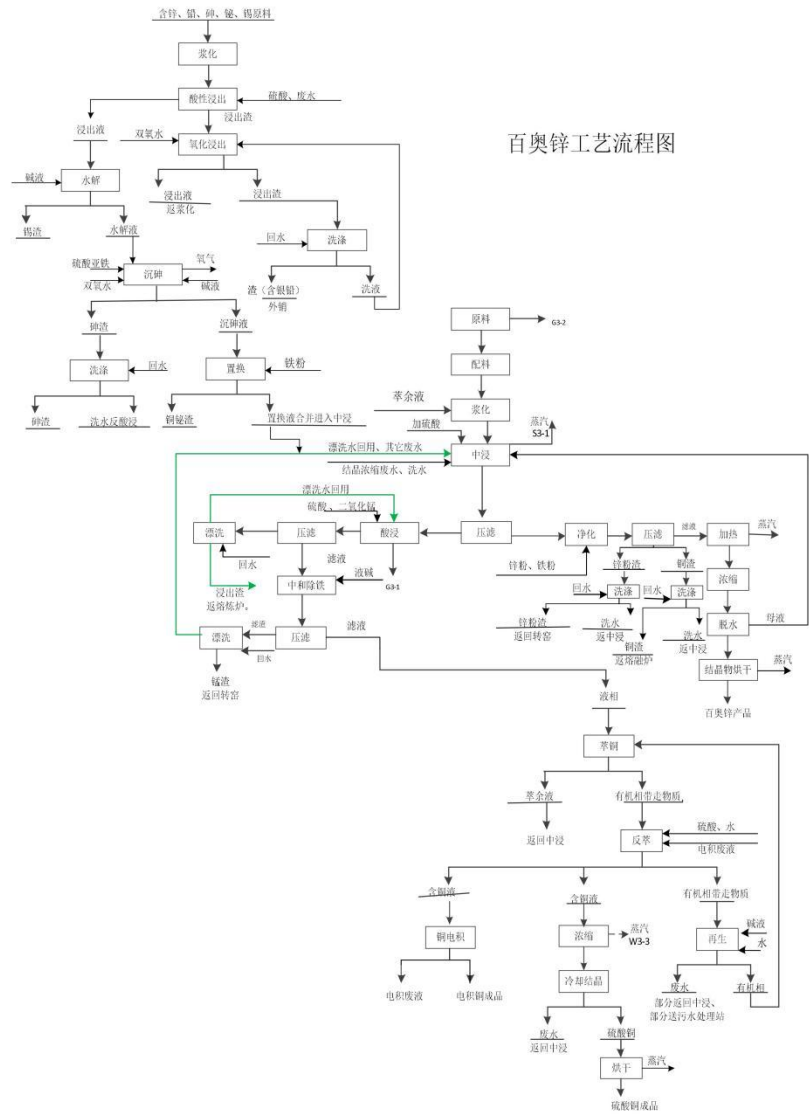 含锌、铅、砷、铋、锡原料
浆化
酸性浸出
硫酸、废水
浸出液
浸出渣
百奥锌工艺流程图
双氧水
氧化浸出
碱液
水解
浸出液
返浆化
浸出渣
锡渣
水解液
回水
洗涤
硫酸亚铁
氧气
沉砷
双氧水
碱液
渣（含银铅）
外销
洗液
原料
G3-2
砷渣
沉砷液
配料
洗涤
回水
置换
铁粉
萃余液
浆化
砷渣
洗水反酸浸
铜铋渣
置换液合并进入中浸
加硫酸
蒸汽
S3-1
漂洗水回用、其它废水
中浸
结晶浓缩废水、洗水
漂洗水回用
硫酸、二氧化锰
漂洗
压滤
酸浸
压滤
净化
压滤
滤液
加热
蒸汽
回水
滤液
G3-1
锌粉、铁粉
锌粉渣
铜渣
浓缩
浸出渣
返熔炼炉。
中和除铁
液碱
回水
洗涤
回水
洗涤
锌粉渣
返回转窑
洗水
返中浸
铜渣
返熔融炉
洗水
返中浸
脱水
母液
漂洗
滤渣
回水
压滤
滤液
结晶物烘干
蒸汽
锰渣
返回转窑
百奥锌产品
液相
萃铜
萃余液
有机相带走物质
返回中浸
反萃
硫酸、水
电积废液
含铜液
含铜液
有机相带走物质
铜电积
浓缩
蒸汽
W3-3
再生
碱液
水
电积废液
电积铜成品
冷却结晶
废水
部分返回中浸、
部分送污水处理站
有机相
废水
返回中浸
硫酸铜
烘干
蒸汽
硫酸铜成品